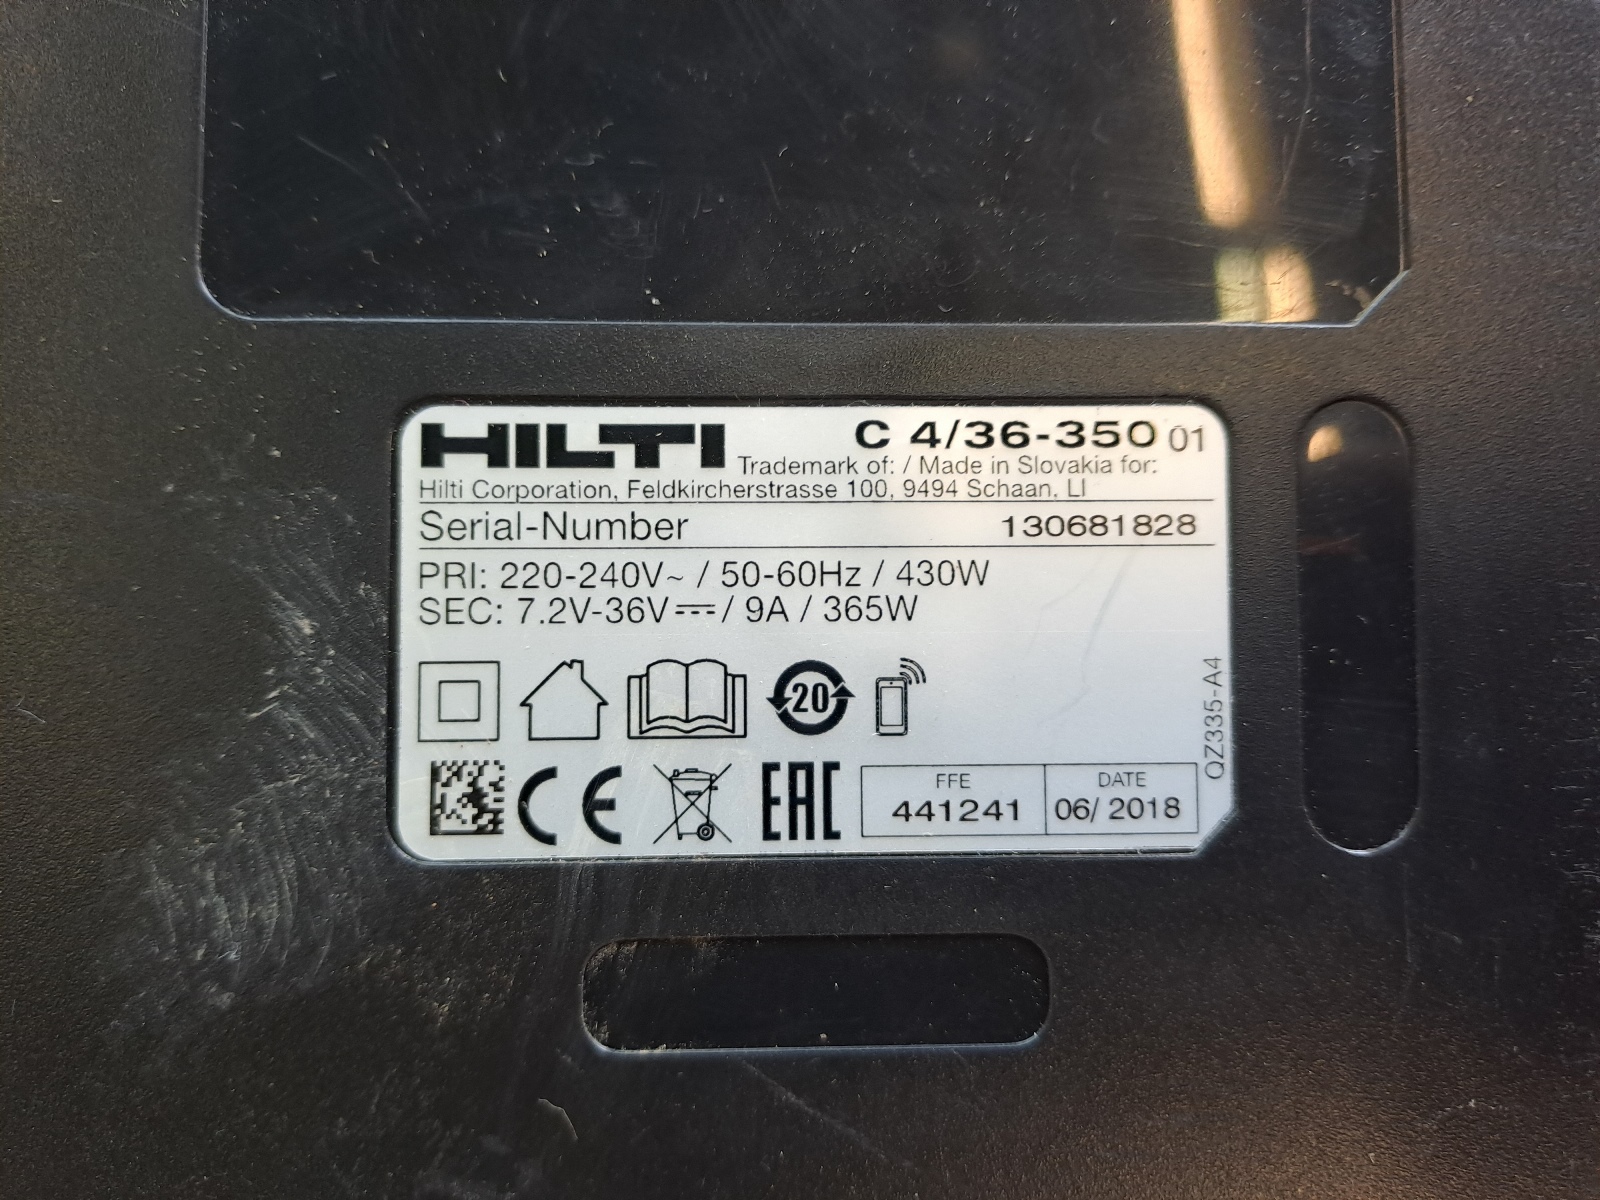 HILTI C 4/36-350 01
Trademark of: / Made in Slovakia for:
Hilti Corporation, Feldkircherstrasse 100, 9494 Schaan, LI
Serial-Number 130681828
PRI: 220-240V~ / 50-60Hz / 430W
SEC: 7.2V-36V⎓ / 9A / 365W
20
QZ335-A4
CE EAC
FFE DATE
441241 06/ 2018